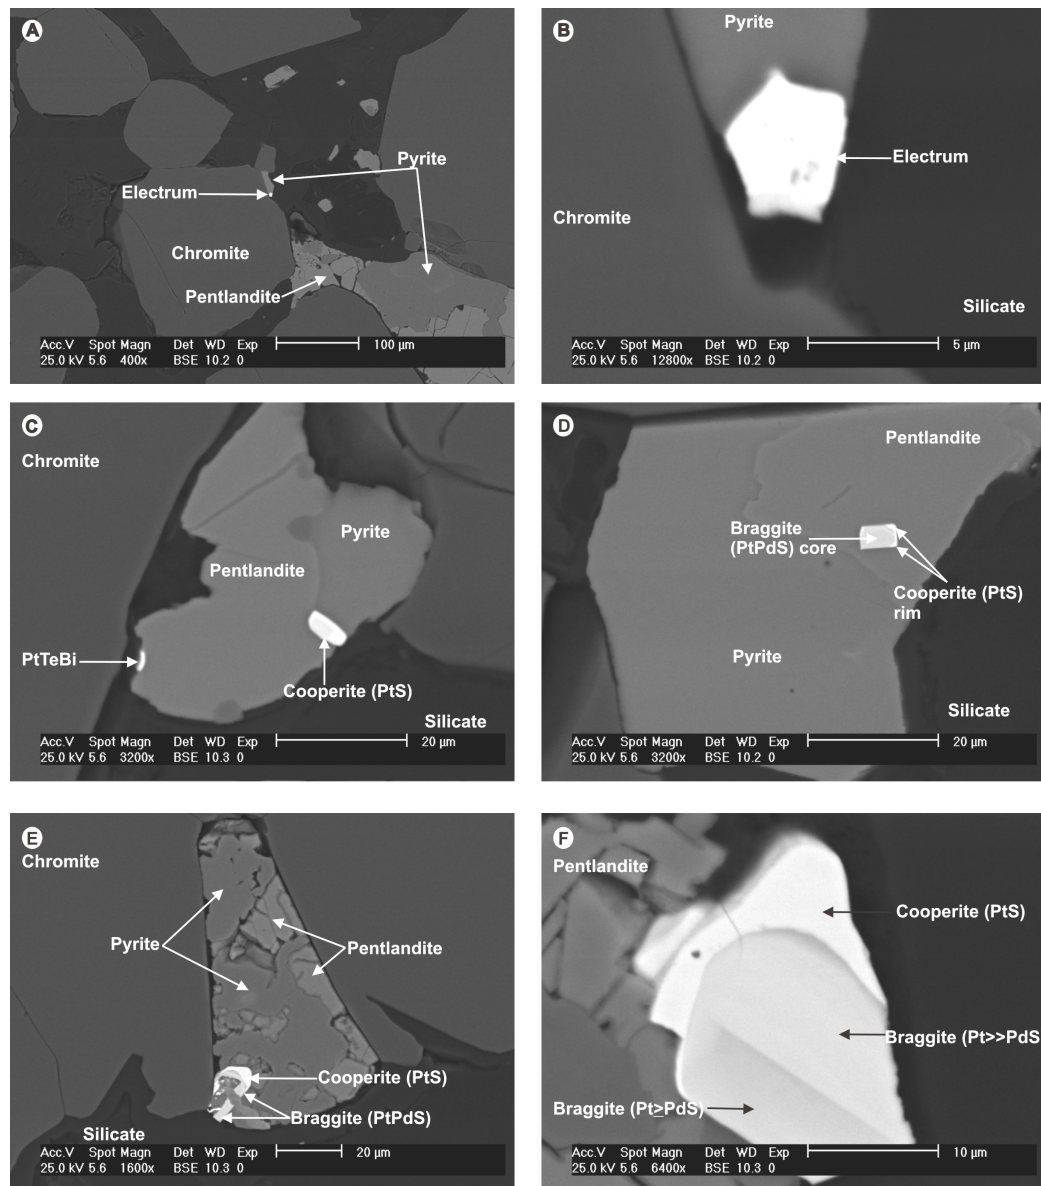 A
Pyrite
Electrum
Chromite
Pentlandite
Acc.V Spot Magn Det WD Exp 100 µm
25.0 kV 5.6 400x BSE 10.2 0
B
Pyrite
Electrum
Chromite
Silicate
Acc.V Spot Magn Det WD Exp 5 µm
25.0 kV 5.6 12800x BSE 10.2 0
C
Chromite
Pyrite
Pentlandite
PtTeBi
Cooperite (PtS)
Silicate
Acc.V Spot Magn Det WD Exp 20 µm
25.0 kV 5.6 3200x BSE 10.3 0
D
Pentlandite
Braggite
(PtPdS) core
Cooperite (PtS)
rim
Pyrite
Silicate
Acc.V Spot Magn Det WD Exp 20 µm
25.0 kV 5.6 3200x BSE 10.2 0
E
Chromite
Pyrite
Pentlandite
Cooperite (PtS)
Braggite (PtPdS)
Silicate
Acc.V Spot Magn Det WD Exp 20 µm
25.0 kV 5.6 1600x BSE 10.3 0
F
Pentlandite
Cooperite (PtS)
Braggite (Pt>>PdS
Braggite (Pt≥PdS)
Acc.V Spot Magn Det WD Exp 10 µm
25.0 kV 5.6 6400x BSE 10.3 0